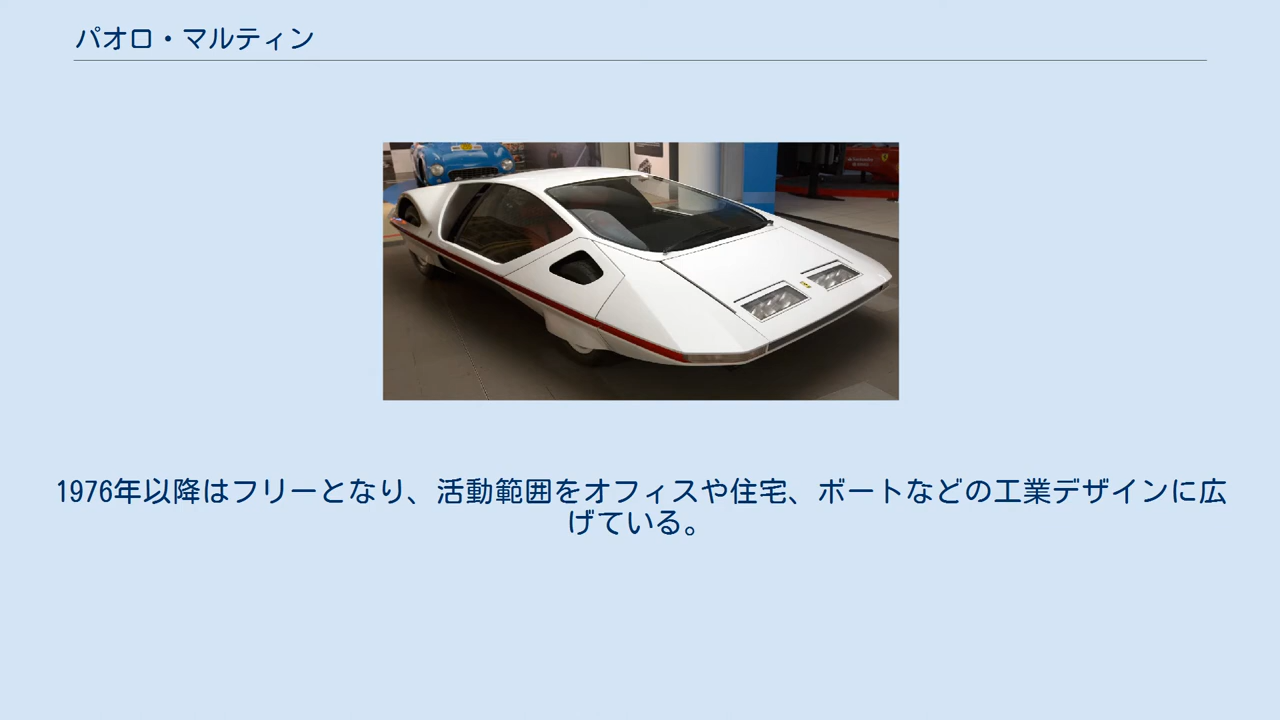 パオロ・マルティン
1976年以降はフリーとなり、活動範囲をオフィスや住宅、ボートなどの工業デザインに広
げている。